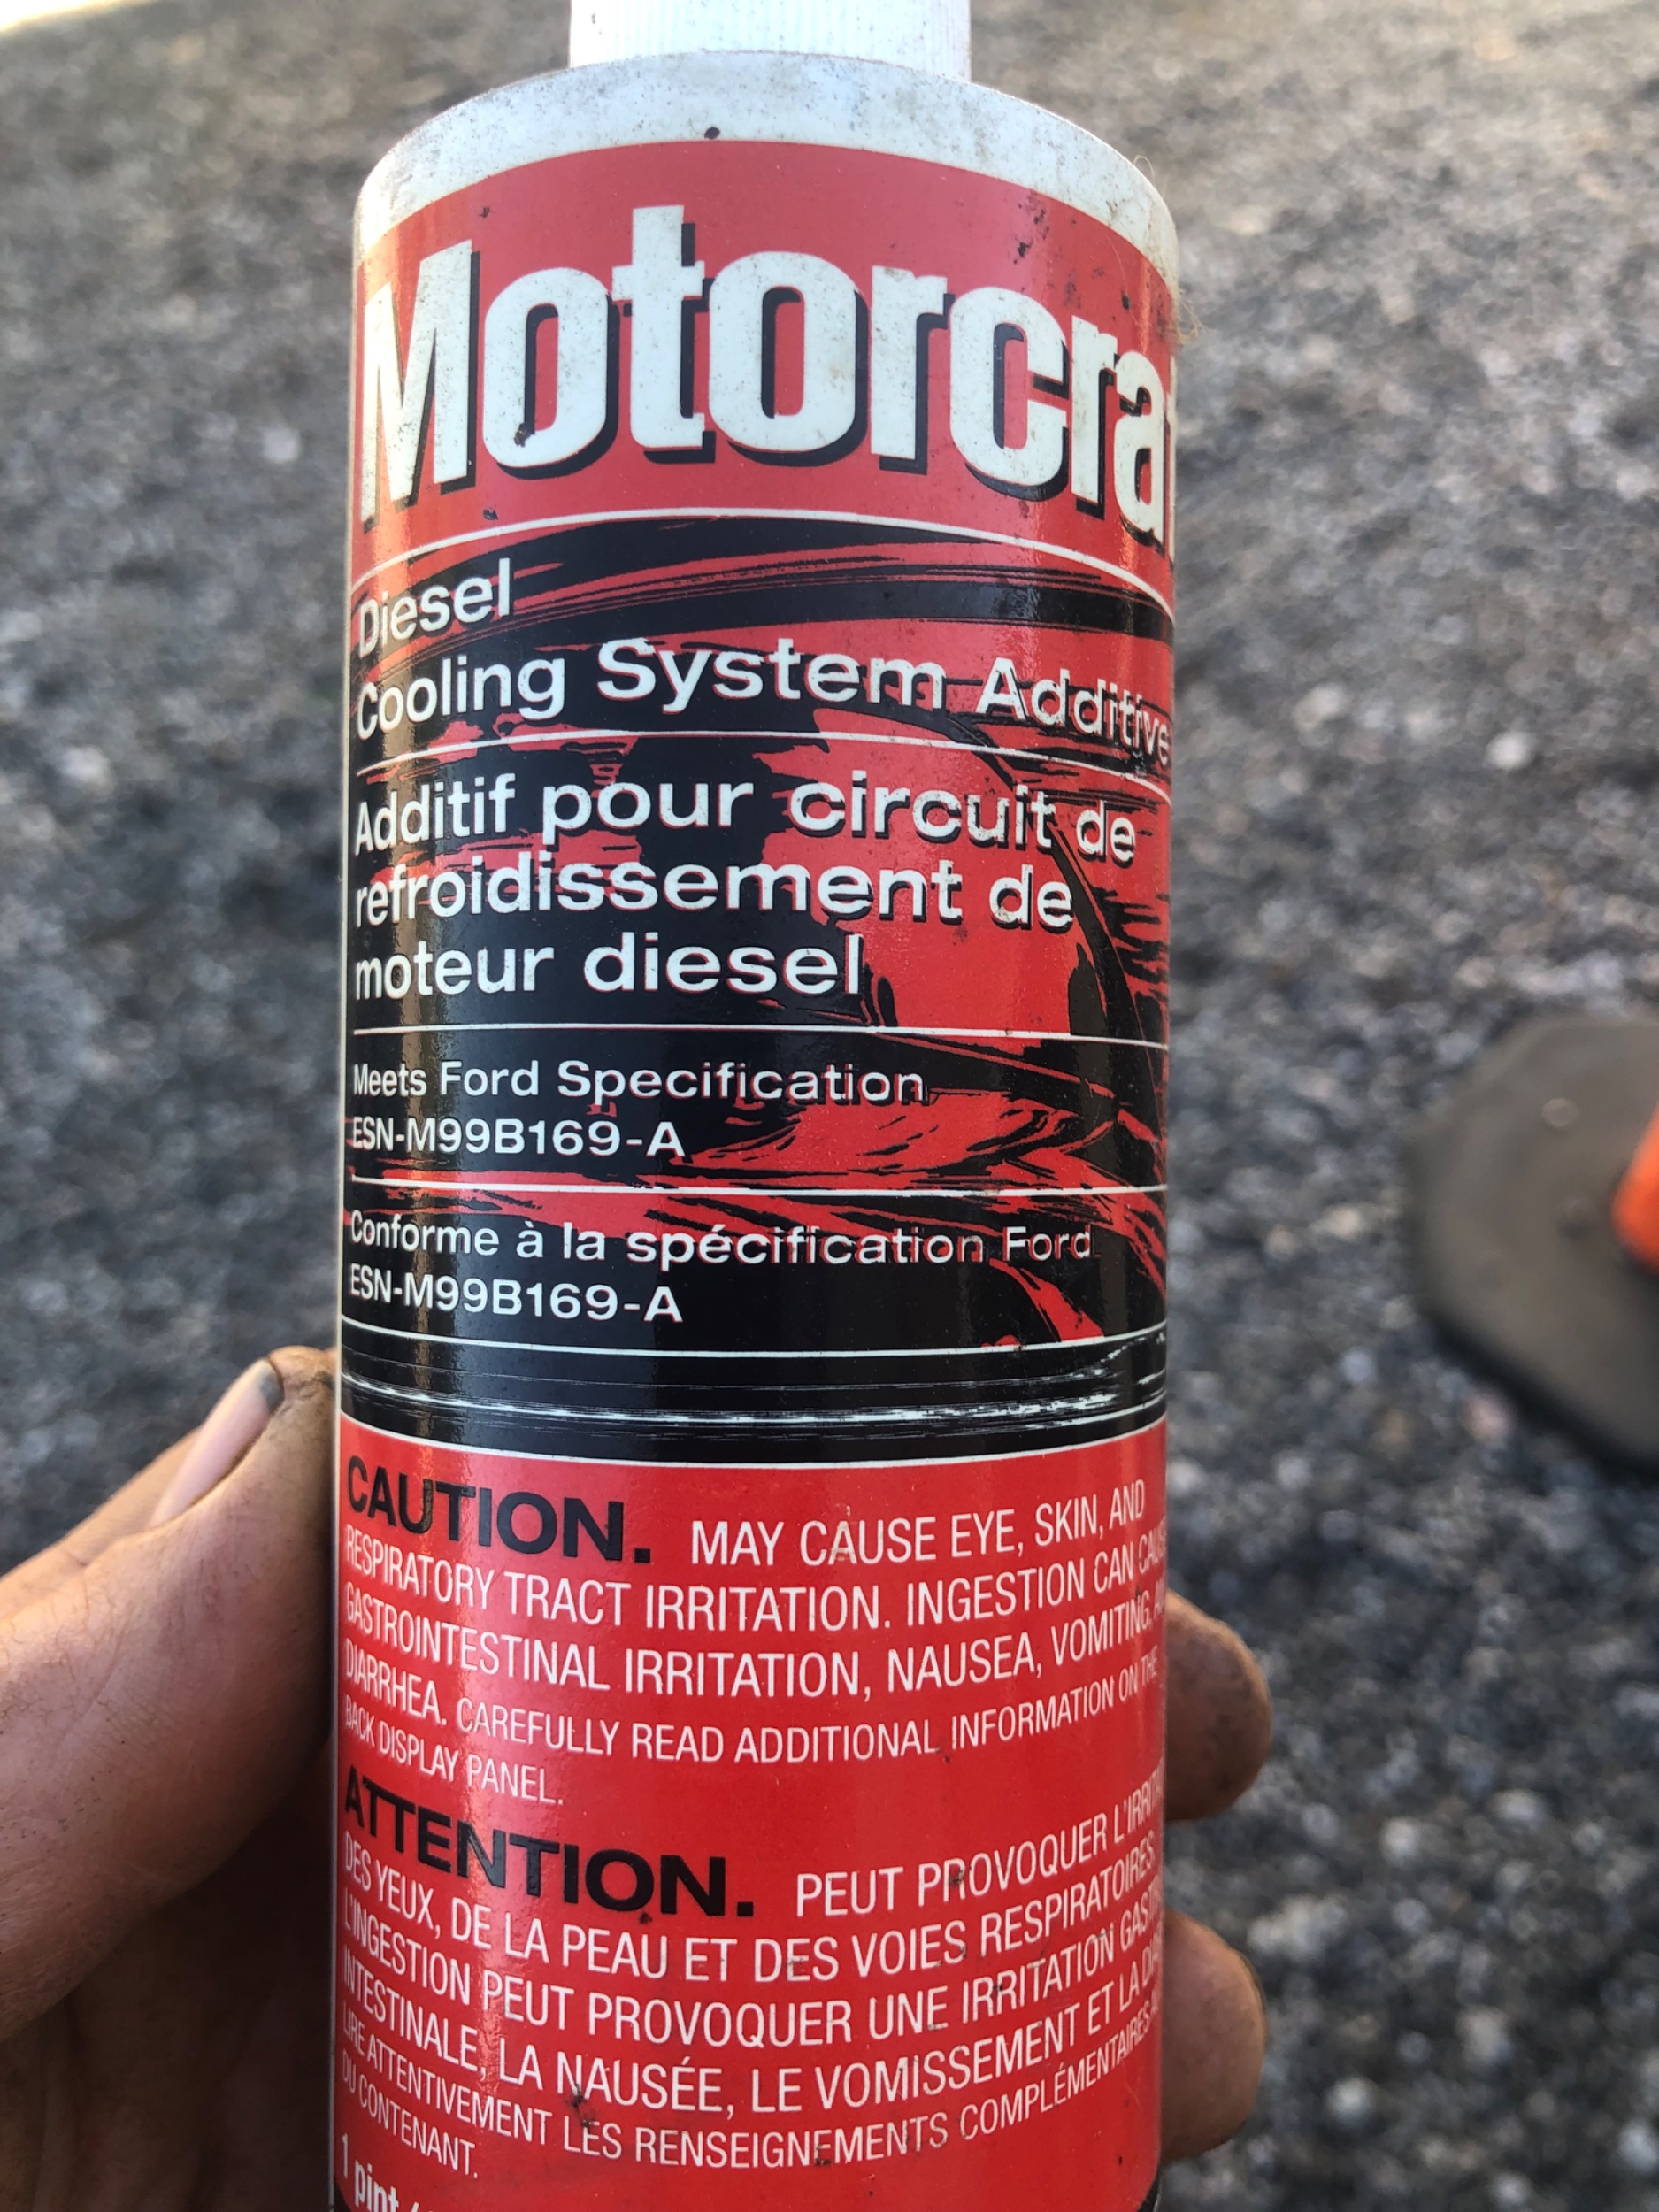 Motorcra
Diesel
Cooling System Additive
Additif pour circuit de
refroidissement de
moteur diesel
Meets Ford Specification
ESN-M99B169-A
Conforme à la spécification Ford
ESN-M99B169-A
CAUTION. MAY CAUSE EYE, SKIN, AND
RESPIRATORY TRACT IRRITATION. INGESTION CAN CAUS
GASTROINTESTINAL IRRITATION, NAUSEA, VOMITING,
DIARRHEA. CAREFULLY READ ADDITIONAL INFORMATION ON THE
BACK DISPLAY PANEL.
ATTENTION. PEUT PROVOQUER L'IRRIT
DES YEUX, DE LA PEAU ET DES VOIES RESPIRATOIRES.
L'INGESTION PEUT PROVOQUER UNE IRRITATION GAST
INTESTINALE, LA NAUSÉE, LE VOMISSEMENT ET LA
LIRE ATTENTIVEMENT LES RENSEIGNEMENTS COMPLÉMENTAIRES
DU CONTENANT.
1 pint